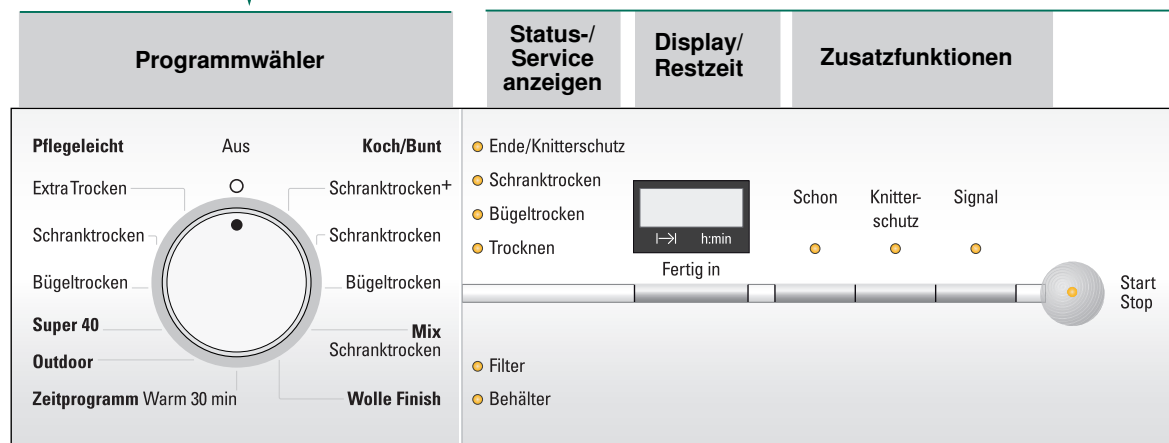 Programmwähler
Status-/
Service
anzeigen
Display/
Restzeit
Zusatzfunktionen
Pflegeleicht
Aus
Koch/Bunt
Extra Trocken
Schranktrocken
Bügeltrocken
Super 40
Outdoor
Zeitprogramm Warm 30 min
Schranktrocken+
Schranktrocken
Bügeltrocken
Mix
Schranktrocken
Wolle Finish
Ende/Knitterschutz
Schranktrocken
Bügeltrocken
Trocknen
Filter
Behälter
h:min
Fertig in
Schon
Knitter-
schutz
Signal
Start
Stop